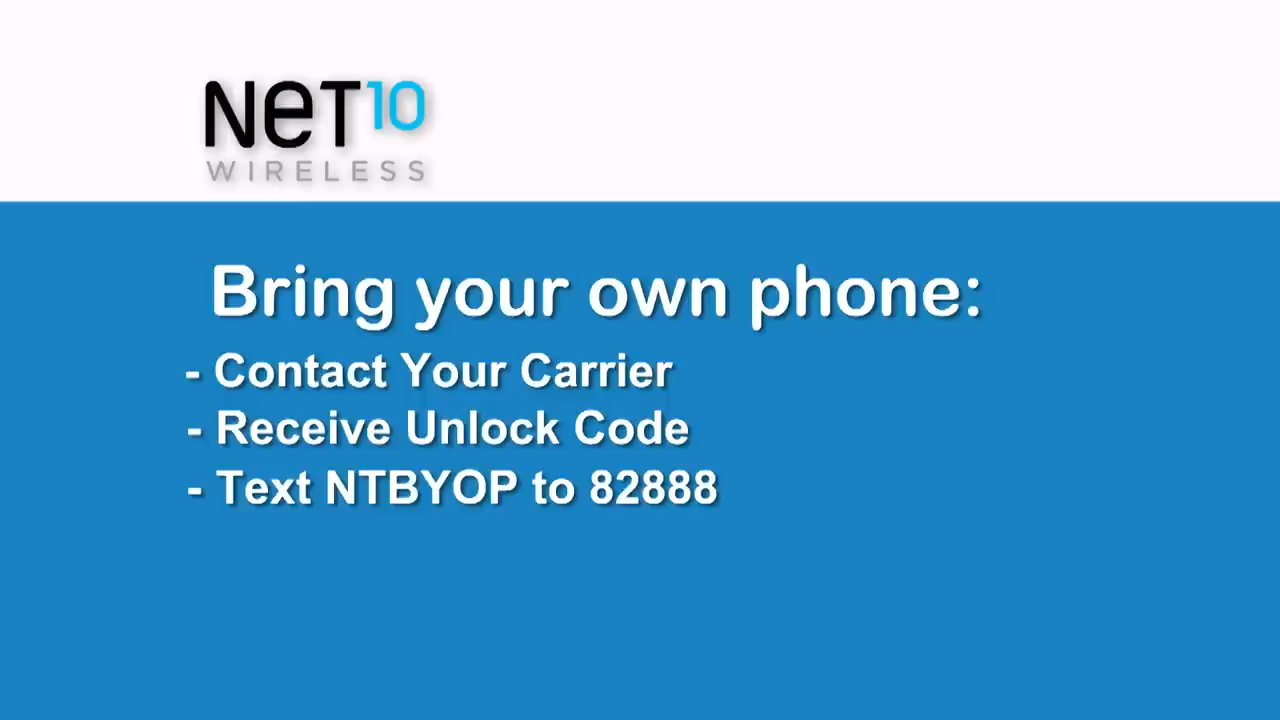 NET10
WIRELESS
Bring your own phone:
- Contact Your Carrier
- Receive Unlock Code
- Text NTBYOP to 82888